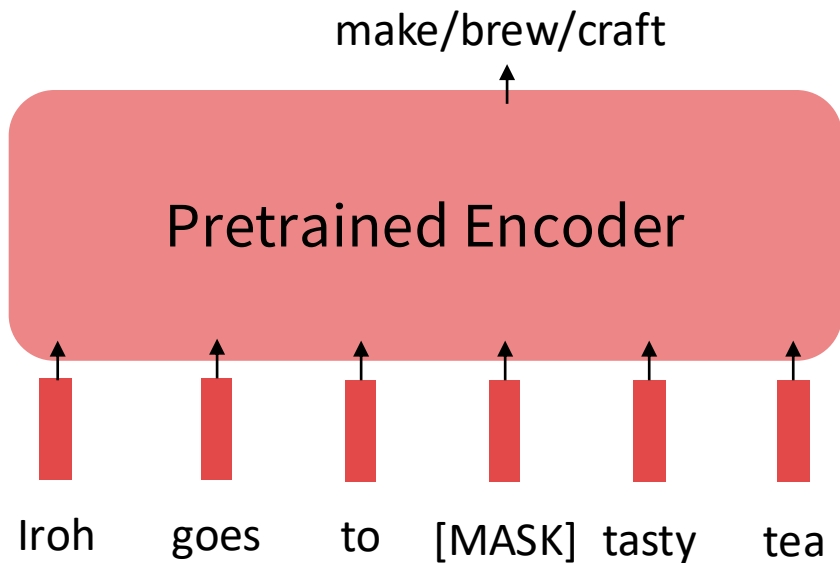 make/brew/craft
Pretrained Encoder
Iroh goes to [MASK] tasty tea